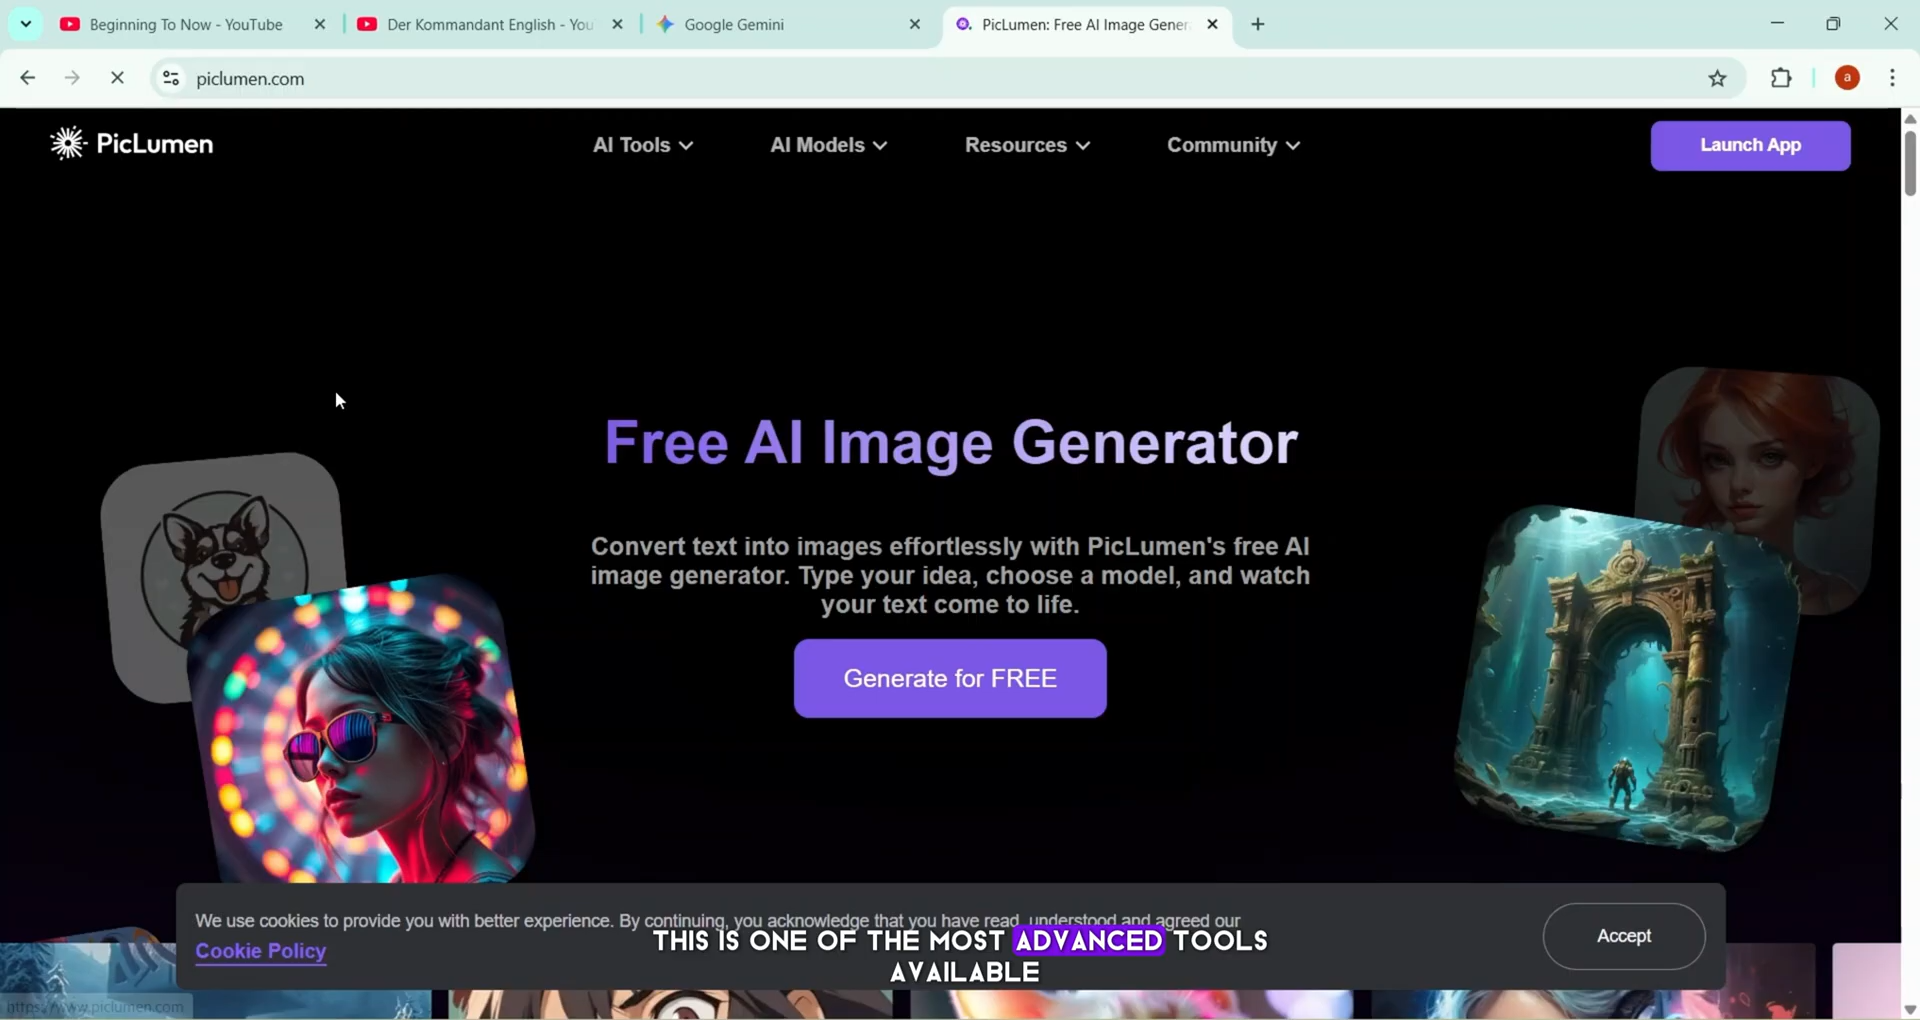 Beginning To Now - YouTube
Der Kommandant English - You
Google Gemini
PicLumen: Free AI Image Gener
a
piclumen.com
PicLumen
AI Tools
AI Models
Resources
Community
Launch App
Free AI Image Generator
Convert text into images effortlessly with PicLumen's free AI
image generator. Type your idea, choose a model, and watch
your text come to life.
Generate for FREE
We use cookies to provide you with better experience. By continuing, you acknowledge that you have read, understood and agreed our
Cookie Policy
Accept
THIS IS ONE OF THE MOST ADVANCED TOOLS
AVAILABLE
https://www.piclumen.com